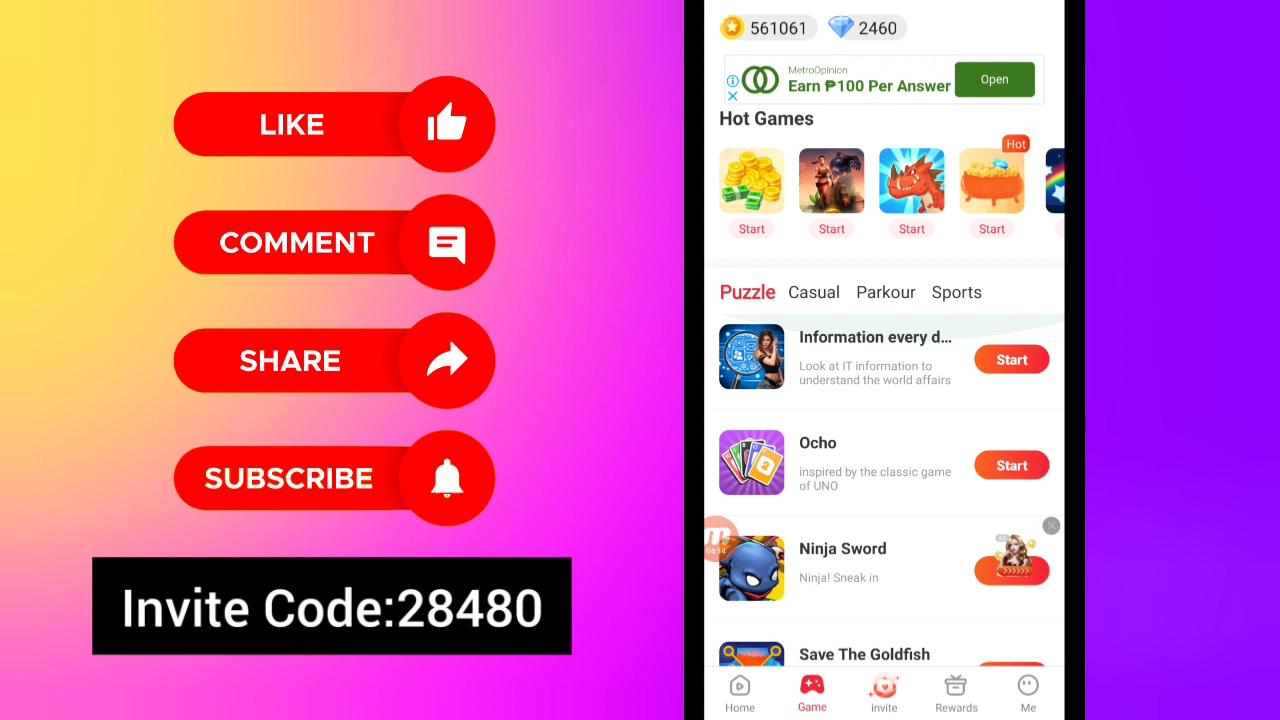 LIKE
COMMENT
SHARE
SUBSCRIBE
Invite Code:28480
561061
2460
MetroOpinion
Earn ₱100 Per Answer
Open
Hot Games
Hot
Start
Start
Start
Start
Puzzle
Casual
Parkour
Sports
Information every d...
Look at IT information to
understand the world affairs
Start
Ocho
inspired by the classic game
of UNO
Start
04:14
Ninja Sword
Ninja! Sneak in
AD
Save The Goldfish
Home
Game
invite
Rewards
Me